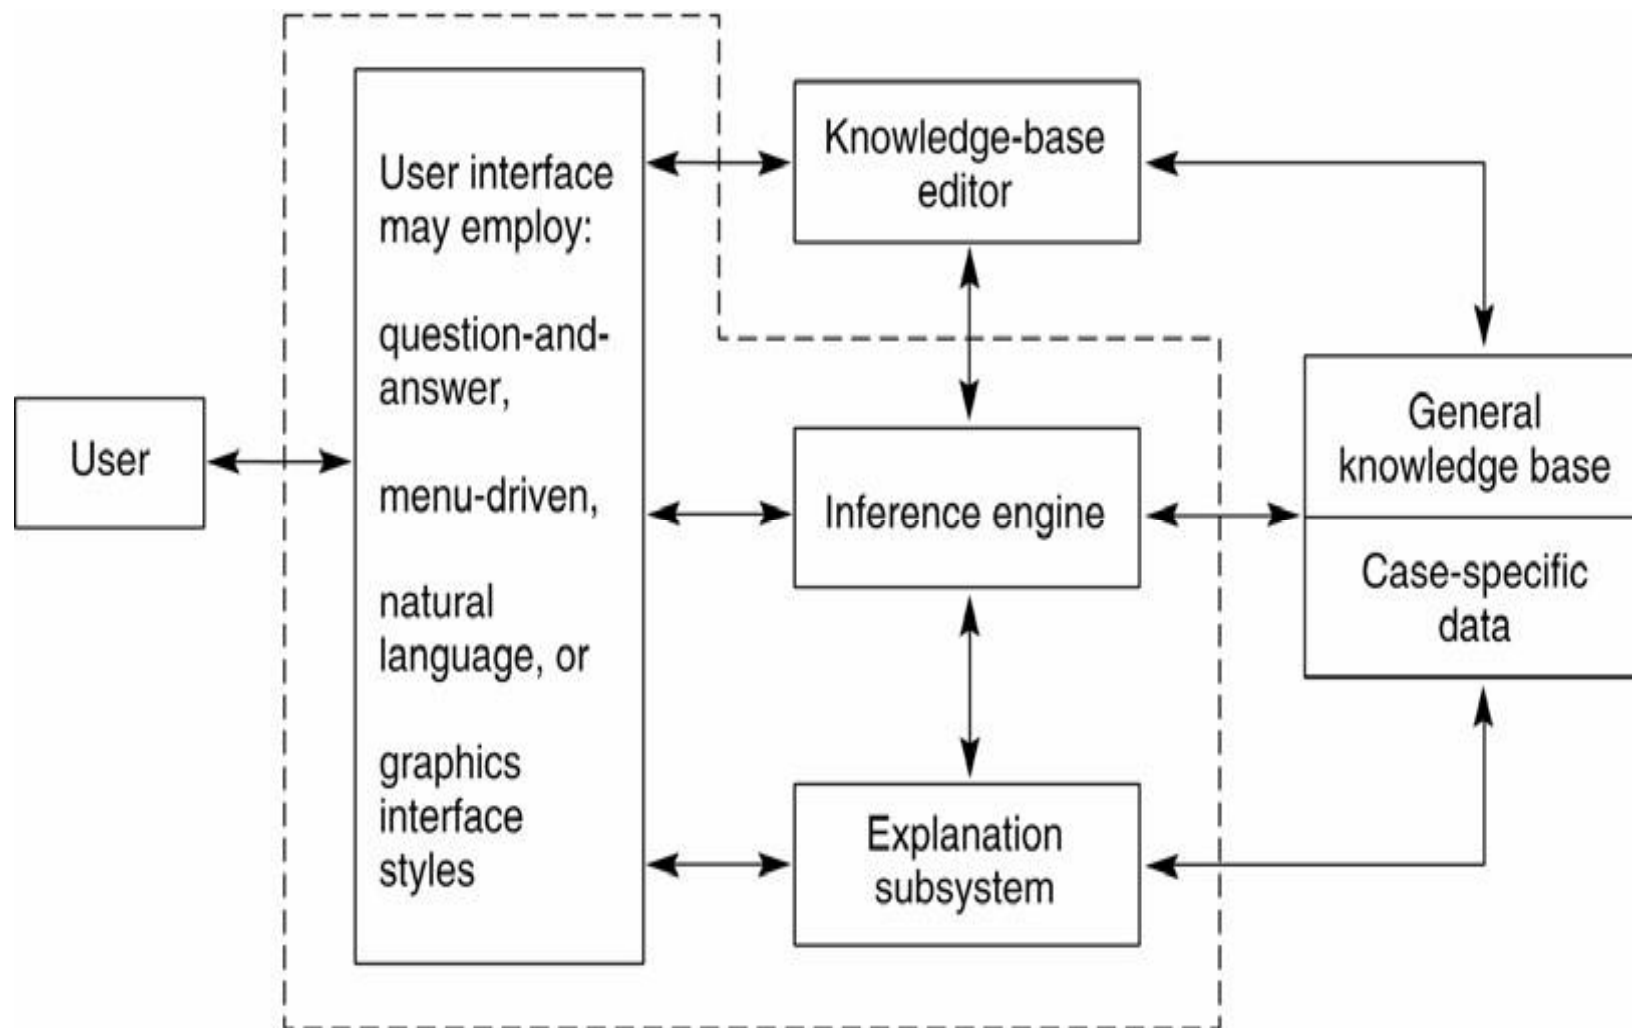 User
User interface
may employ:
question-and-
answer,
menu-driven,
natural
language, or
graphics
interface
styles
Knowledge-base
editor
Inference engine
Explanation
subsystem
General
knowledge base
Case-specific
data